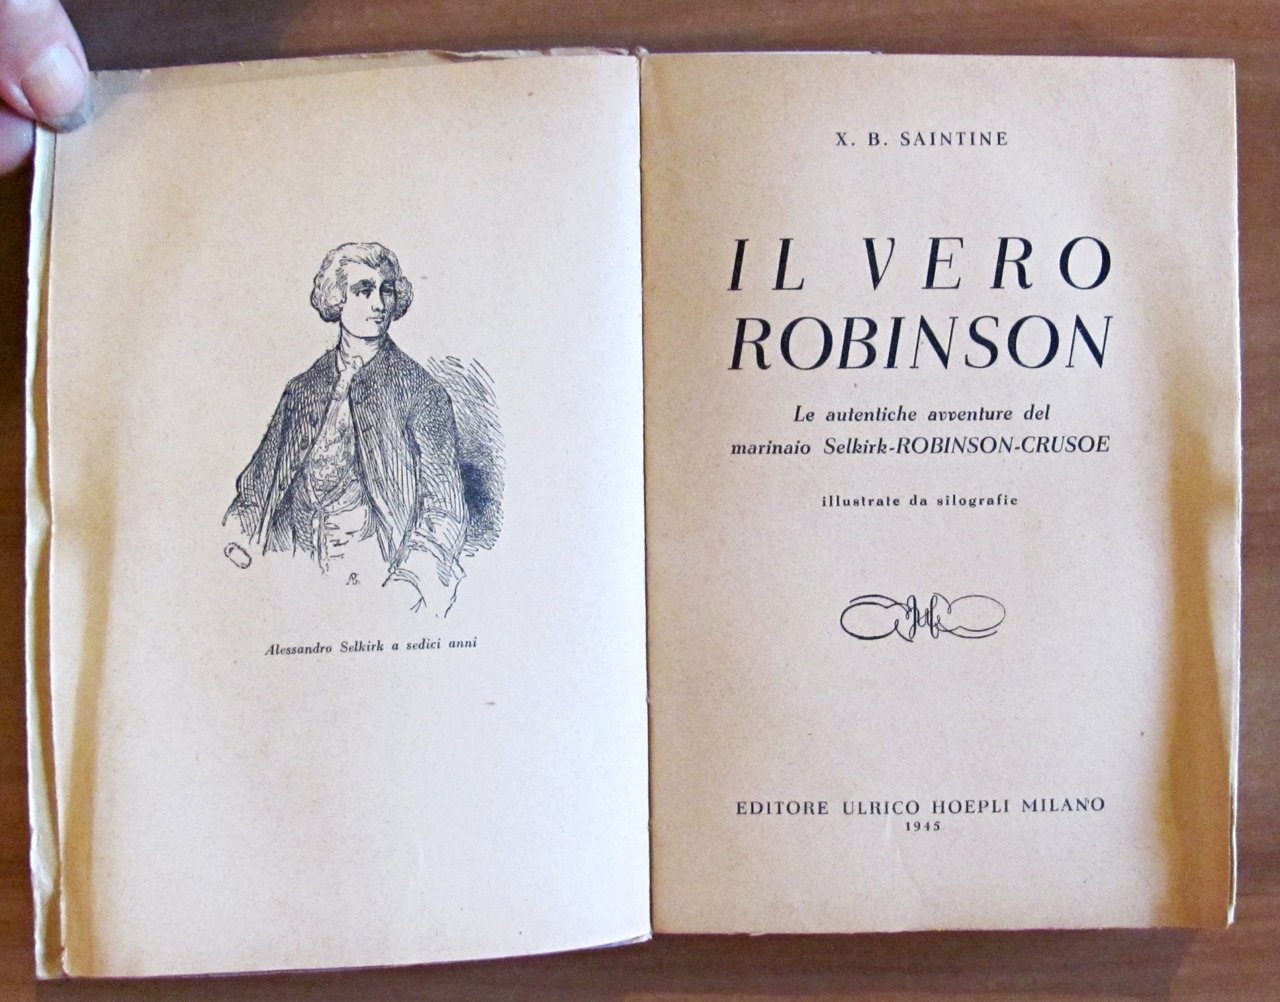 Alessandro Selkirk a sedici anni
X. B. SAINTINE
IL VERO
ROBINSON
Le autentiche avventure del
marinaio Selkirk-ROBINSON-CRUSOE
illustrate da silografie
EDITORE ULRICO HOEPLI MILANO
1945